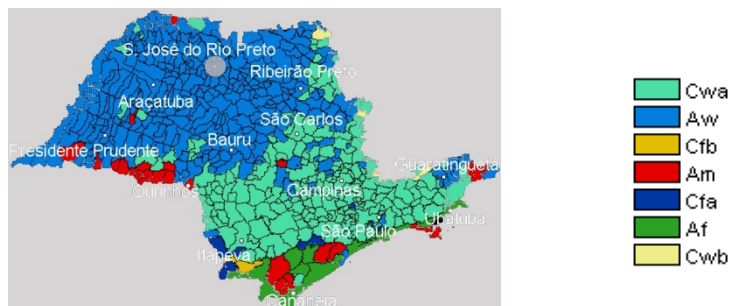 S. José do Rio Preto
Ribeirão Preto
Araçatuba
São Carlos
Bauru
Presidente Prudente
Guaratinguetá
Ourinhos
Campinas
Ubatuba
São Paulo
Itapeva
Cananeia
Cwa
Aw
Cfb
Am
Cfa
Af
Cwb